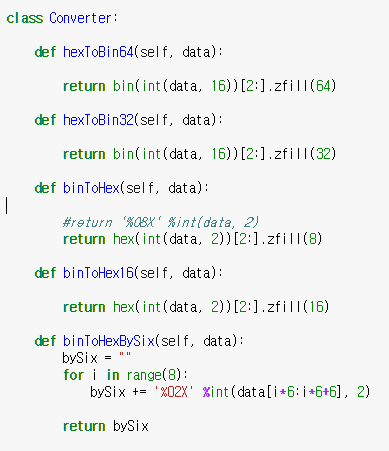 class Converter:
    def hexToBin64(self, data):
        return bin(int(data, 16))[2:].zfill(64)
    def hexToBin32(self, data):
        return bin(int(data, 16))[2:].zfill(32)
    def binToHex(self, data):
        #return '%08X' %int(data, 2)
        return hex(int(data, 2))[2:].zfill(8)
    def binToHex16(self, data):
        return hex(int(data, 2))[2:].zfill(16)
    def binToHexBySix(self, data):
        bySix = ""
        for i in range(8):
            bySix += '%02X' %int(data[i*6:i*6+6], 2)
        return bySix